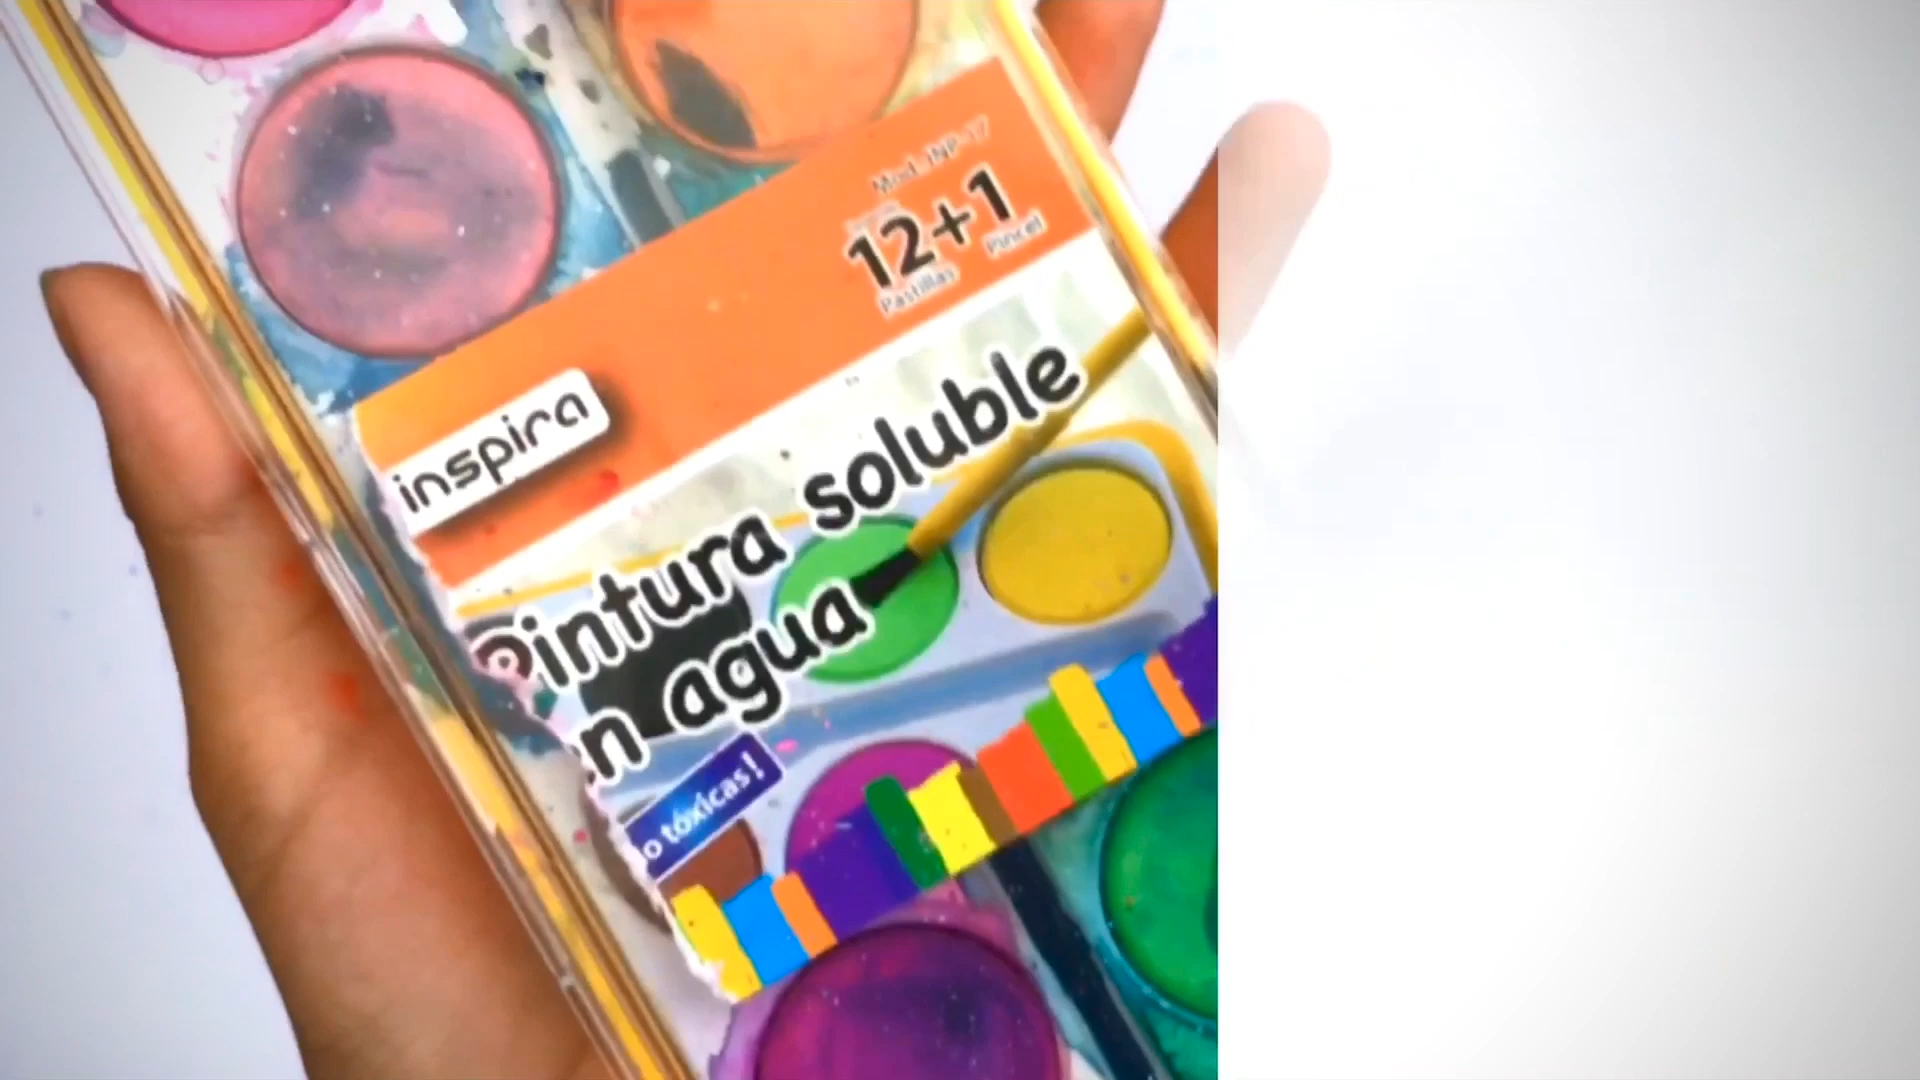 Mod. INP-17
12+1
Pastillas Pincel
inspira
Pintura soluble
n agua
o tóxicas!